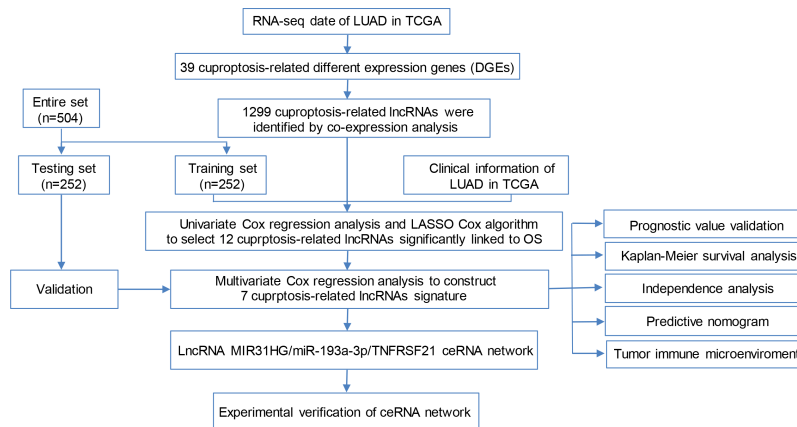 RNA-seq date of LUAD in TCGA
39 cuproptosis-related different expression genes (DGEs)
Entire set
(n=504)
1299 cuproptosis-related lncRNAs were
identified by co-expression analysis
Testing set
(n=252)
Training set
(n=252)
Clinical information of
LUAD in TCGA
Univariate Cox regression analysis and LASSO Cox algorithm
to select 12 cuprptosis-related lncRNAs significantly linked to OS
Validation
Multivariate Cox regression analysis to construct
7 cuprptosis-related lncRNAs signature
Prognostic value validation
Kaplan-Meier survival analysis
Independence analysis
Predictive nomogram
Tumor immune microenviroment
LncRNA MIR31HG/miR-193a-3p/TNFRSF21 ceRNA network
Experimental verification of ceRNA network